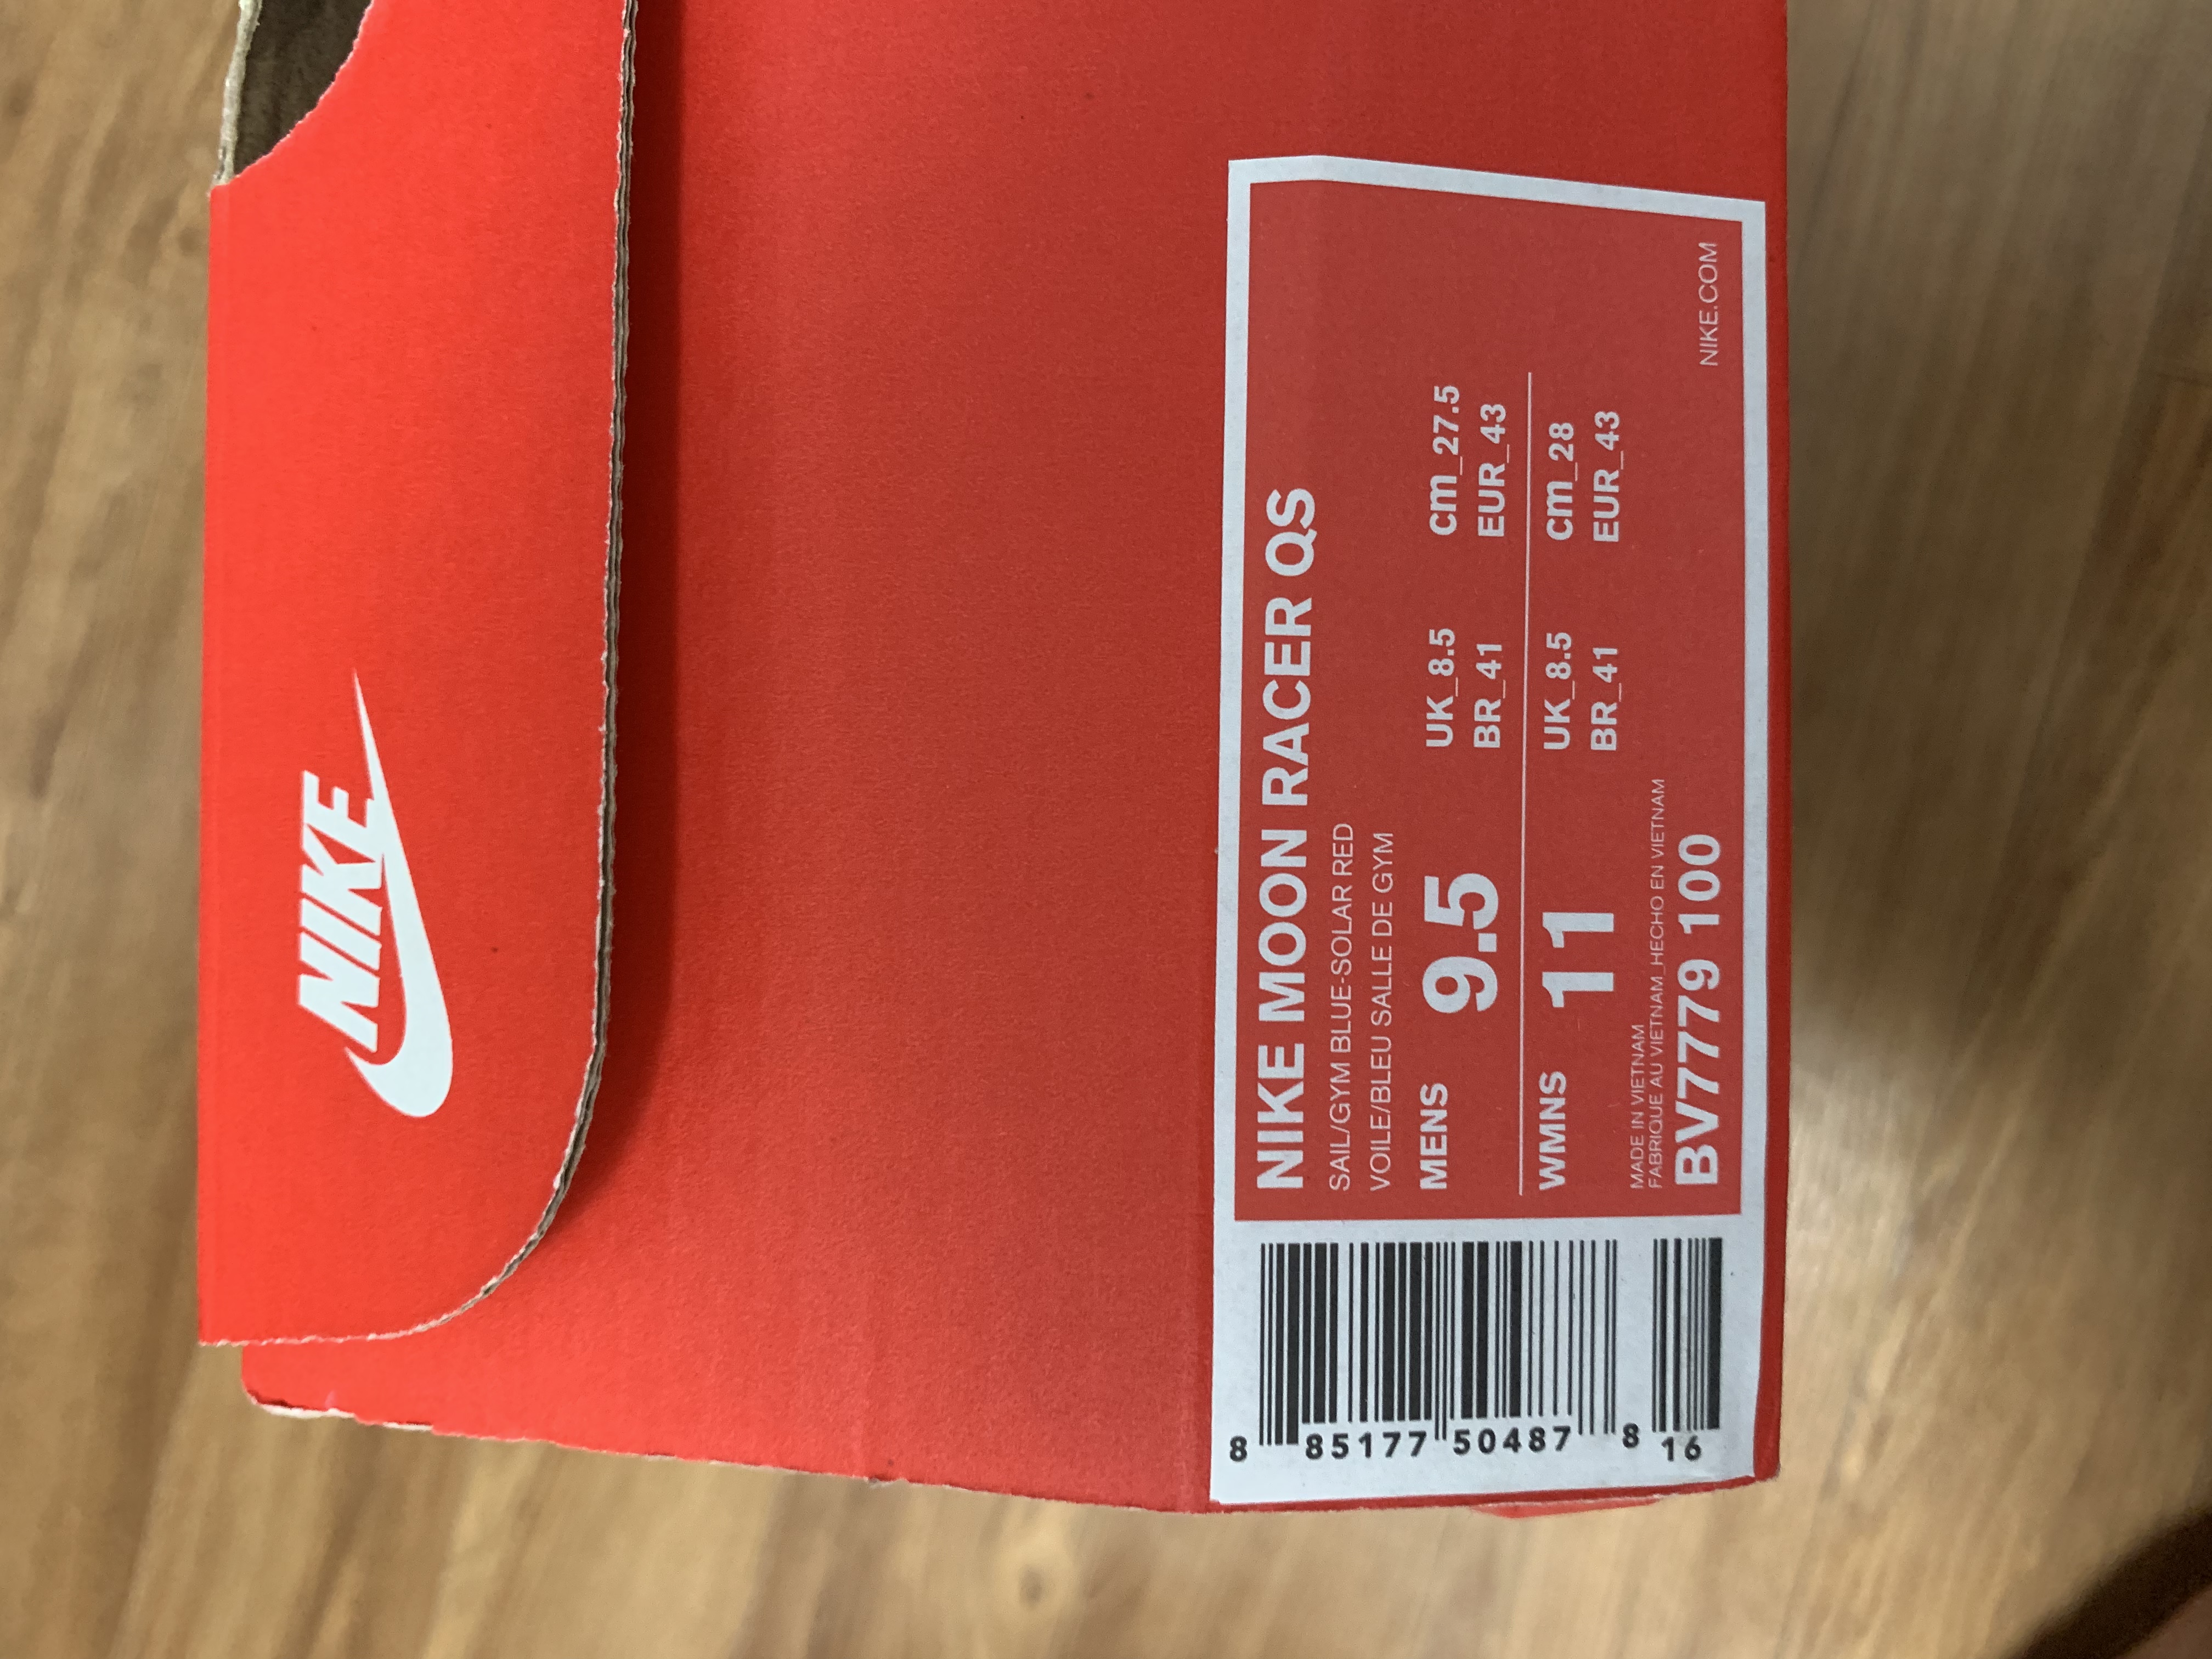 NIKE
NIKE MOON RACER QS
SAIL/GYM BLUE-SOLAR RED
VOILE/BLEU SALLE DE GYM
MENS 9.5 UK_8.5 cm_27.5
BR_41 EUR_43
WMNS 11 UK_8.5 cm_28
BR_41 EUR_43
MADE IN VIETNAM
FABRIQUE AU VIETNAM_HECHO EN VIETNAM
BV7779 100
NIKE.COM
8 85177 50487 8 16